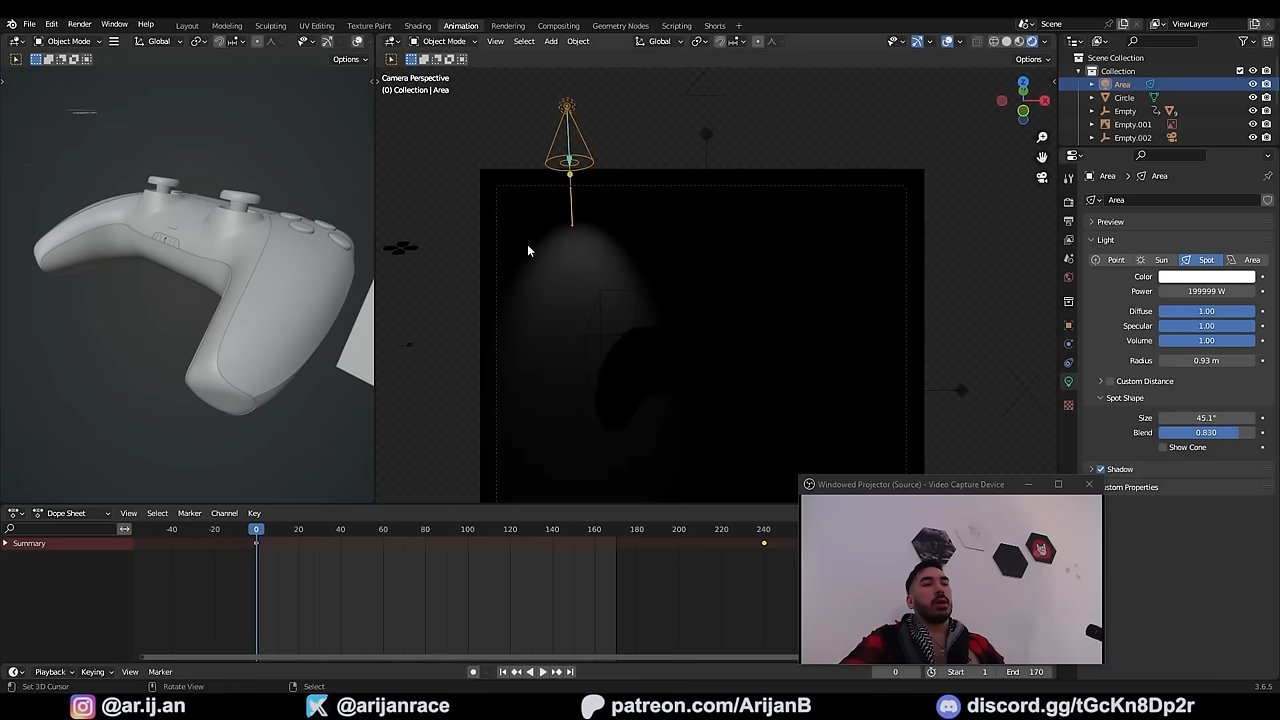 File Edit Render Window Help Layout Modeling Sculpting UV Editing Texture Paint Shading Animation Rendering Compositing Geometry Nodes Scripting Shorts + Scene ViewLayer
Object Mode Global Object Mode View Select Add Object Global
Options Options Scene Collection
Camera Perspective Collection
(0) Collection | Area Area
Circle
Empty
Empty.001
Empty.002
Area Area
Area
Preview
Light
Point Sun Spot Area
Color
Power 199999 W
Diffuse 1.00
Specular 1.00
Volume 1.00
Radius 0.93 m
Custom Distance
Spot Shape
Size 45.1°
Blend 0.830
Show Cone
Shadow
ustom Properties
Windowed Projector (Source) - Video Capture Device
Dope Sheet View Select Marker Channel Key
-40 -20 0 20 40 60 80 100 120 140 160 180 200 220 240
Summary
Playback Keying View Marker 0 Start 1 End 170
Set 3D Cursor Rotate View Select 3.6.5
@ar.ij.an @arijanrace patreon.com/ArijanB discord.gg/tGcKn8Dp2r